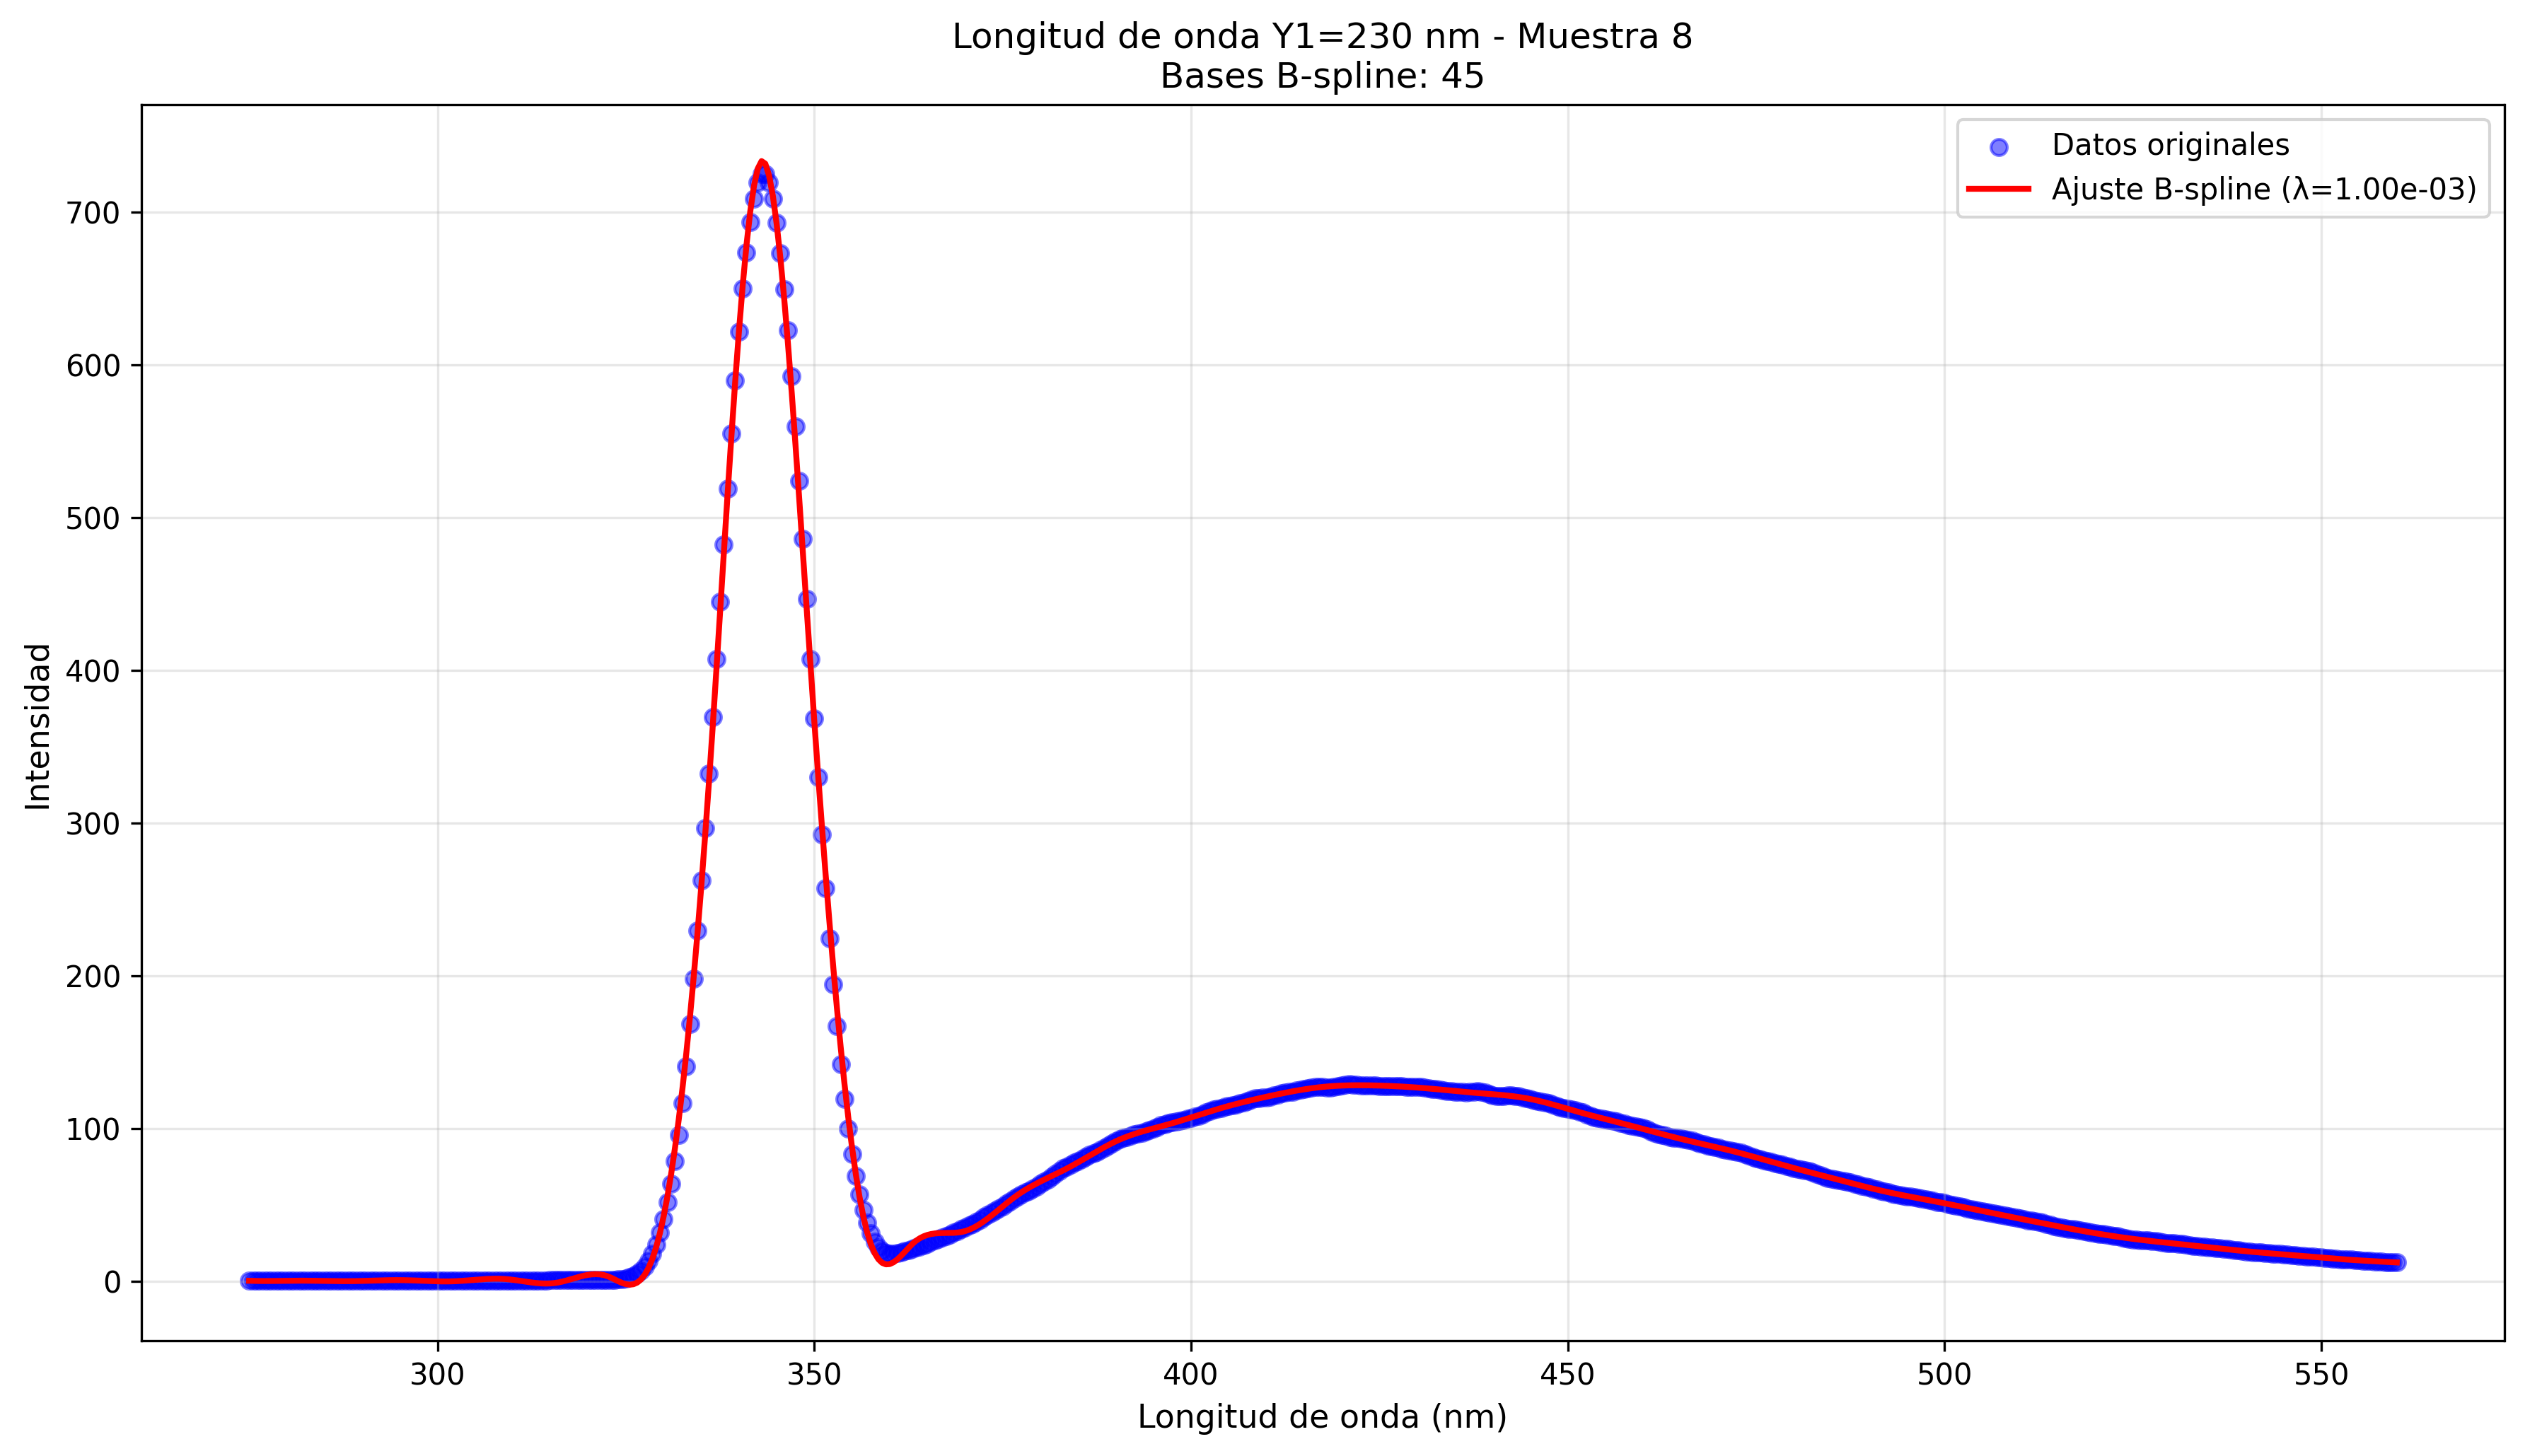 Longitud de onda Y1=230 nm - Muestra 8
Bases B-spline: 45
Datos originales
Ajuste B-spline (λ=1.00e-03)
Intensidad
700
600
500
400
300
200
100
0
300 350 400 450 500 550
Longitud de onda (nm)